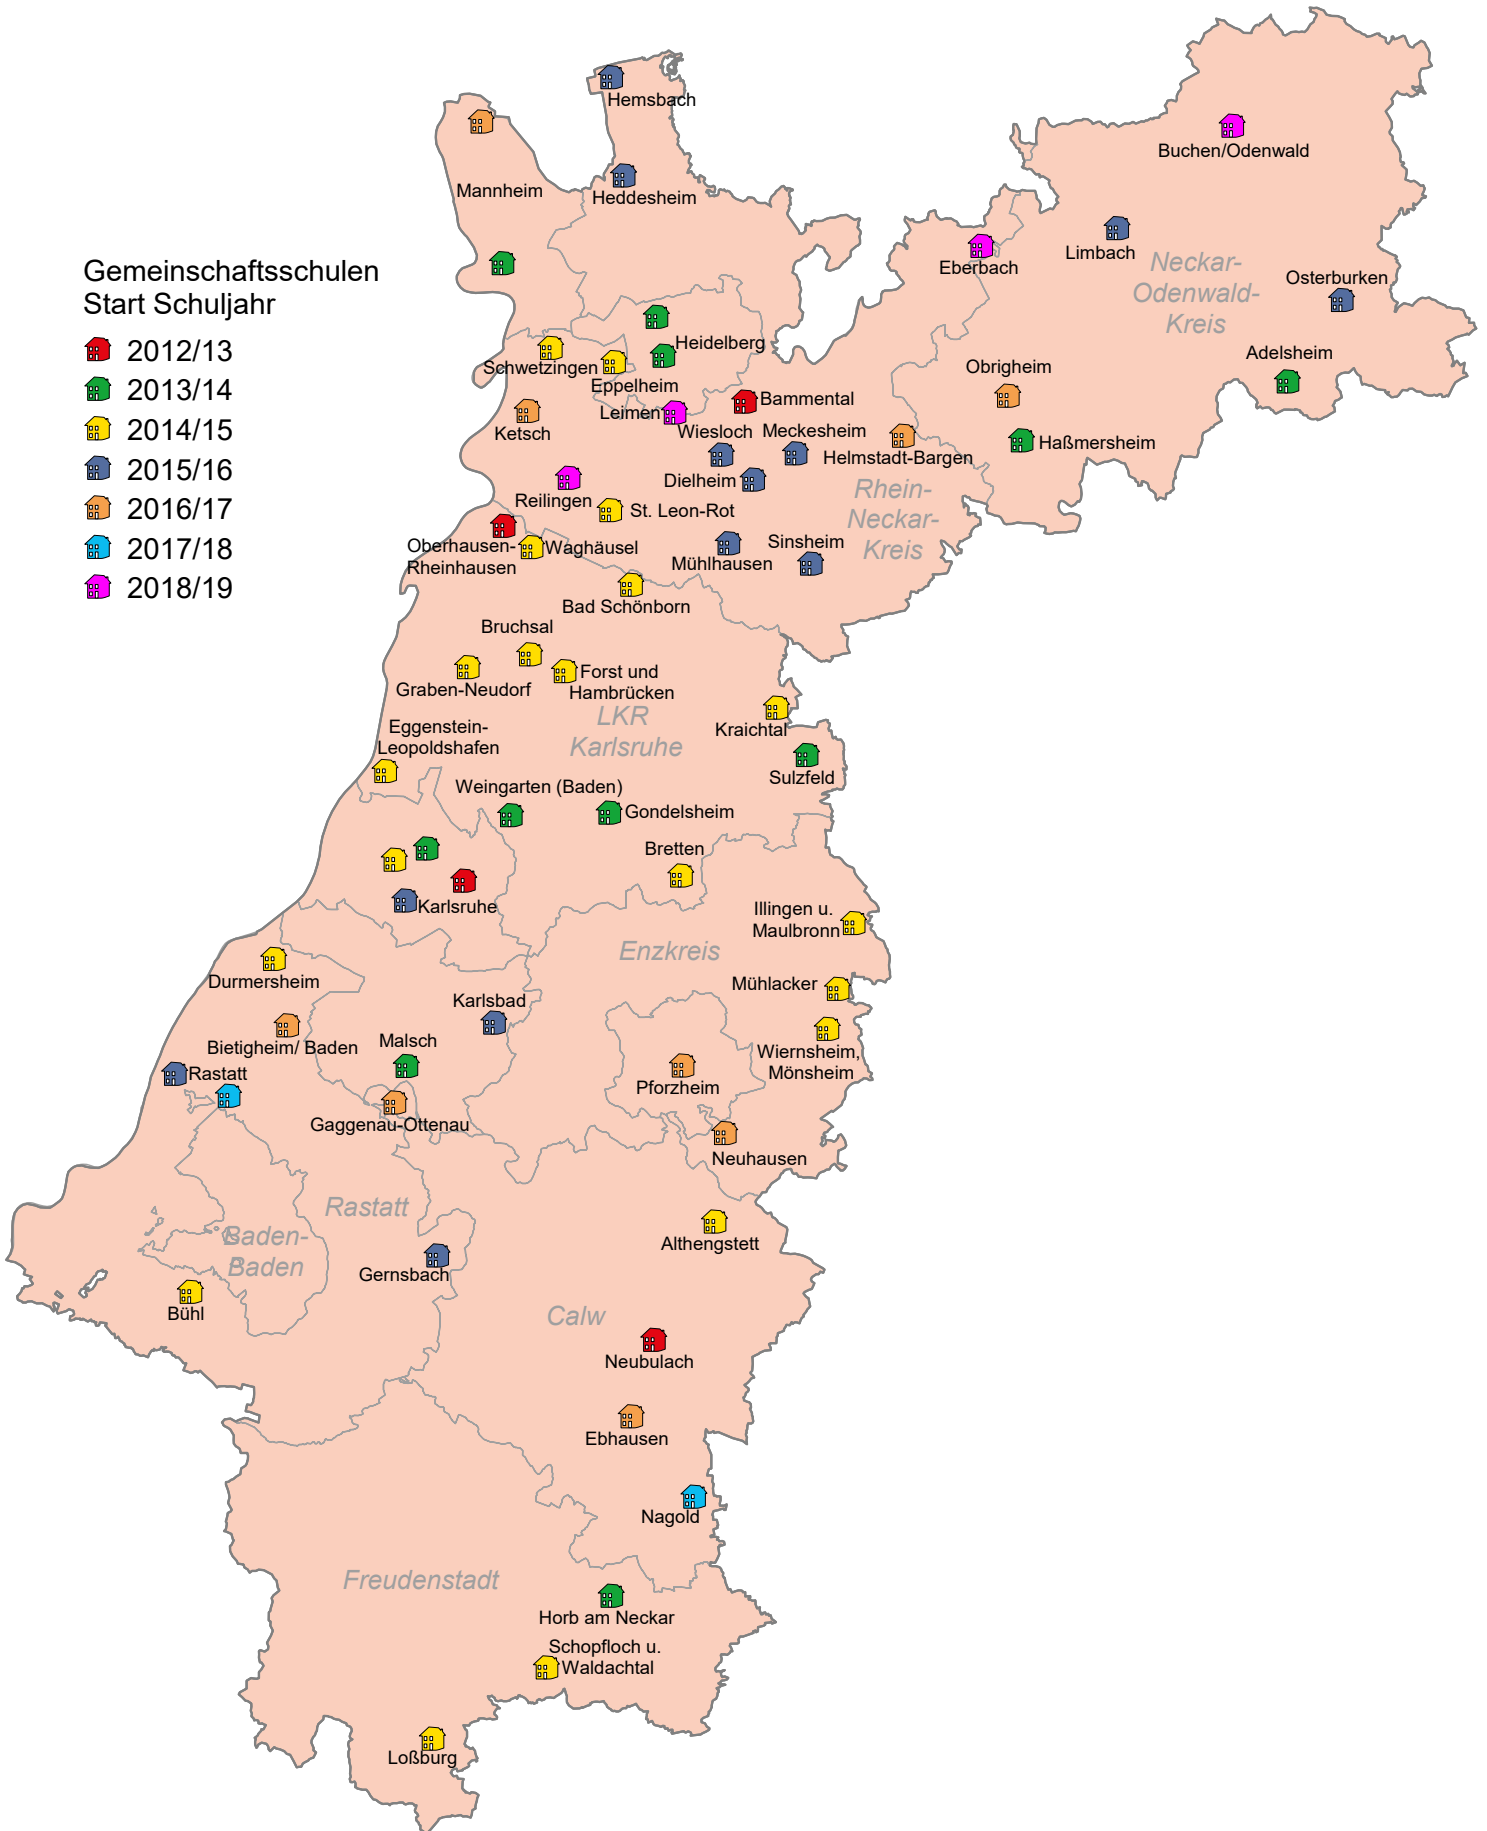 Gemeinschaftsschulen
Start Schuljahr
2012/13
2013/14
2014/15
2015/16
2016/17
2017/18
2018/19
Hemsbach
Mannheim
Heddesheim
Buchen/Odenwald
Limbach
Eberbach
Neckar-
Odenwald-
Kreis
Osterburken
Adelsheim
Obrigheim
Haßmersheim
Heidelberg
Schwetzingen
Eppelheim
Leimen
Bammental
Ketsch
Wiesloch
Meckesheim
Helmstadt-Bargen
Dielheim
Reilingen
St. Leon-Rot
Rhein-
Neckar-
Kreis
Oberhausen-
Rheinhausen
Waghäusel
Mühlhausen
Sinsheim
Bad Schönborn
Bruchsal
Graben-Neudorf
Forst und
Hambrücken
LKR
Karlsruhe
Kraichtal
Eggenstein-
Leopoldshafen
Sulzfeld
Weingarten (Baden)
Gondelsheim
Bretten
Karlsruhe
Illingen u.
Maulbronn
Enzkreis
Durmersheim
Mühlacker
Karlsbad
Bietigheim/ Baden
Malsch
Wiernsheim,
Mönsheim
Rastatt
Pforzheim
Gaggenau-Ottenau
Neuhausen
Rastatt
Baden-
Baden
Althengstett
Gernsbach
Bühl
Calw
Neubulach
Ebhausen
Nagold
Freudenstadt
Horb am Neckar
Schopfloch u.
Waldachtal
Loßburg